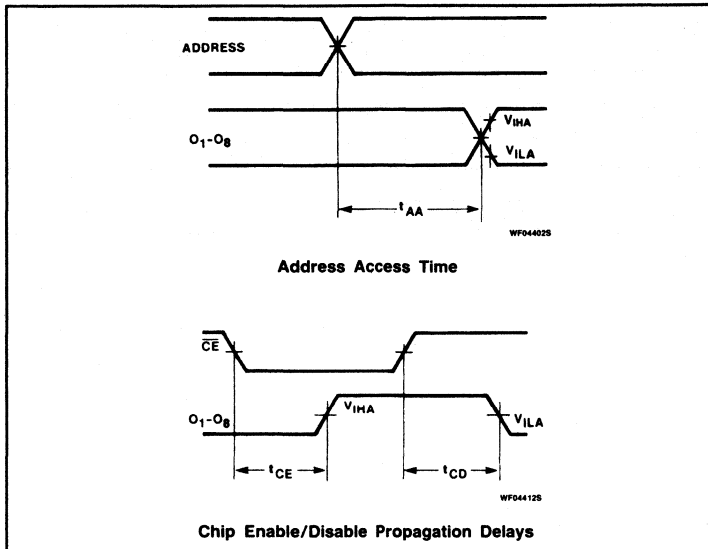 ADDRESS
O1-O8
VIHA
VILA
tAA
WF04402S
Address Access Time
CE
O1-O8
VIHA
VILA
tCE
tCD
WF04412S
Chip Enable/Disable Propagation Delays